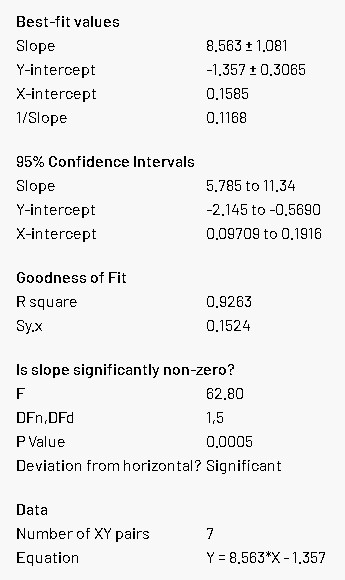 Best-fit values
Slope 8.563 ± 1.081
Y-intercept -1.357 ± 0.3065
X-intercept 0.1585
1/Slope 0.1168
95% Confidence Intervals
Slope 5.785 to 11.34
Y-intercept -2.145 to -0.5690
X-intercept 0.09709 to 0.1916
Goodness of Fit
R square 0.9263
Sy.x 0.1524
Is slope significantly non-zero?
F 62.80
DFn,DFd 1,5
P Value 0.0005
Deviation from horizontal? Significant
Data
Number of XY pairs 7
Equation Y = 8.563*X - 1.357